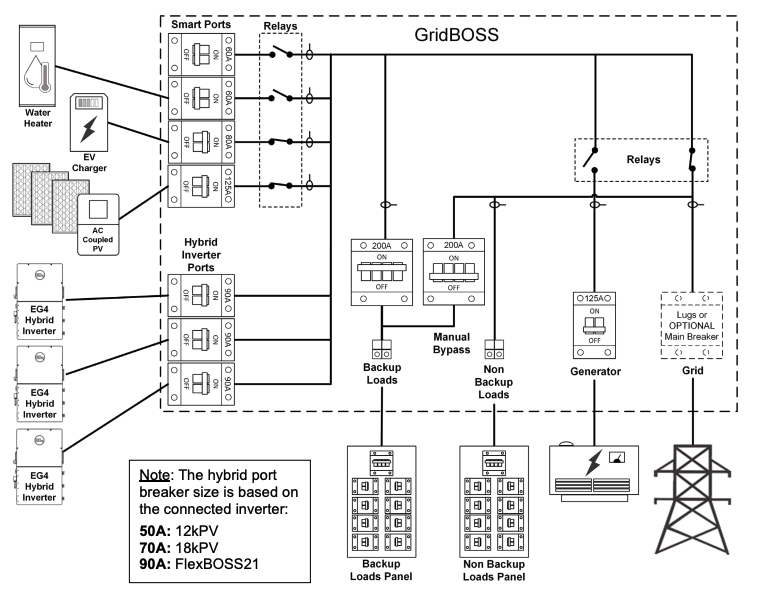 Smart Ports
Relays
GridBOSS
OFF
ON
60A
OFF
ON
60A
OFF
ON
80A
OFF
ON
125A
Water
Heater
EV
Charger
AC
Coupled
PV
Relays
Hybrid
Inverter
Ports
OFF
ON
90A
OFF
ON
90A
OFF
ON
90A
EG4
Hybrid
Inverter
EG4
Hybrid
Inverter
EG4
Hybrid
Inverter
200A
ON
OFF
200A
ON
OFF
125A
ON
OFF
Lugs or
OPTIONAL
Main Breaker
Manual
Bypass
Backup
Loads
Non
Backup
Loads
Generator
Grid
Note: The hybrid port
breaker size is based on
the connected inverter:
50A: 12kPV
70A: 18kPV
90A: FlexBOSS21
Backup
Loads Panel
Non Backup
Loads Panel